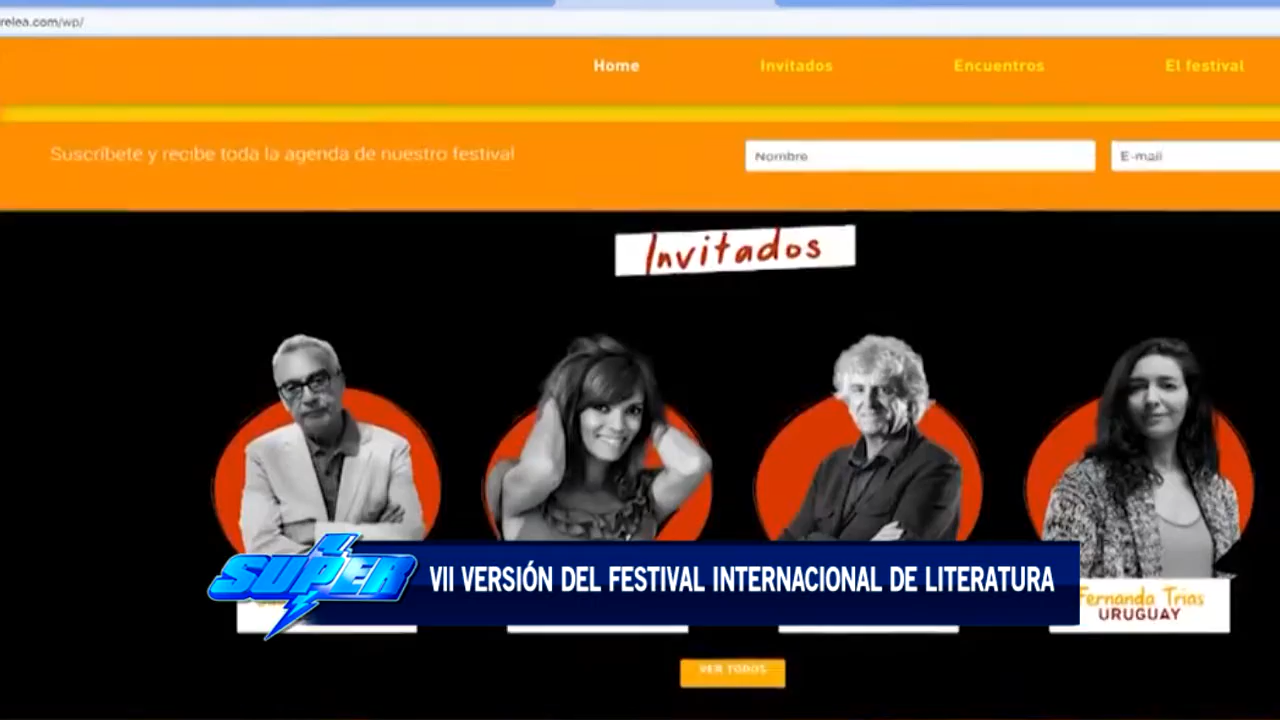 relea.com/wp/
Home
Invitados
Encuentros
El festival
Suscríbete y recibe toda la agenda de nuestro festival
Nombre
E-mail
Invitados
SUPER
VII VERSIÓN DEL FESTIVAL INTERNACIONAL DE LITERATURA
Fernanda Trias
URUGUAY
VER TODOS